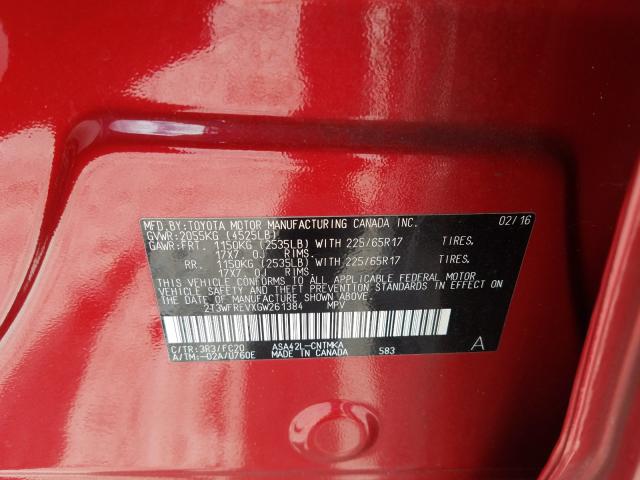 MFD.BY:TOYOTA MOTOR MANUFACTURING CANADA INC. 02/16
GVWR:2055KG (4525LB)
GAWR:FRT. 1150KG (2535LB) WITH 225/65R17 TIRES.
17X7. 0J RIMS.
RR. 1150KG (2535LB) WITH 225/65R17 TIRES.
17X7. 0J RIMS.
THIS VEHICLE CONFORMS TO ALL APPLICABLE FEDERAL MOTOR
VEHICLE SAFETY STANDARDS IN EFFECT ON THE
DATE OF MANUFACTURE SHOWN ABOVE.
2T3WFREVXGW261384 MPV
C/TR:3R3/FC20 ASA42L-CNTMKA
A/TM:-02A/U760E MADE IN CANADA 583 A